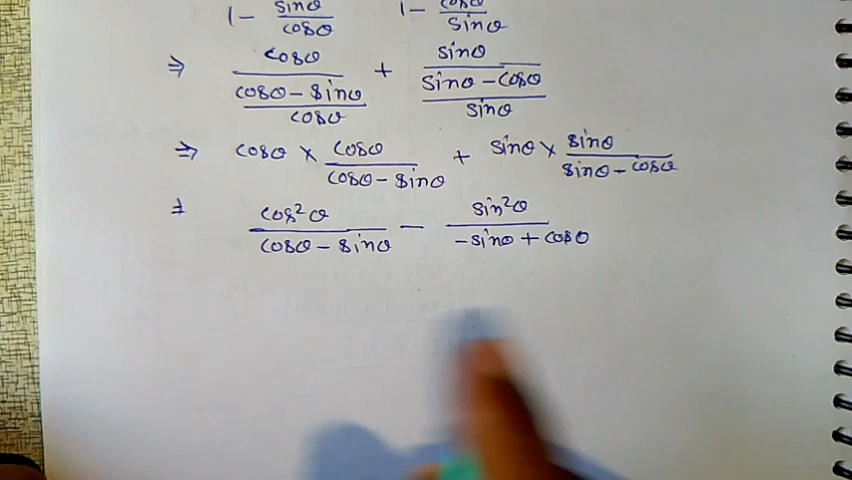 1 - sinθ/cosθ 1 - cosθ/sinθ
⇒ cosθ/((cosθ - sinθ)/cosθ) + sinθ/((sinθ - cosθ)/sinθ)
⇒ cosθ × cosθ/(cosθ - sinθ) + sinθ × sinθ/(sinθ - cosθ)
⇒ cos²θ/(cosθ - sinθ) - sin²θ/(-sinθ + cosθ)